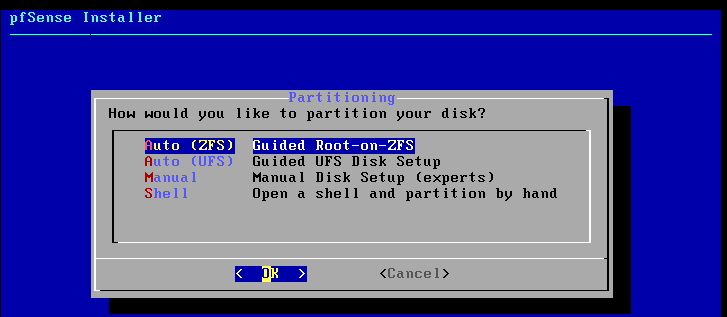 pfSense Installer
Partitioning
How would you like to partition your disk?
Auto (ZFS) Guided Root-on-ZFS
Auto (UFS) Guided UFS Disk Setup
Manual Manual Disk Setup (experts)
Shell Open a shell and partition by hand
< OK > <Cancel>